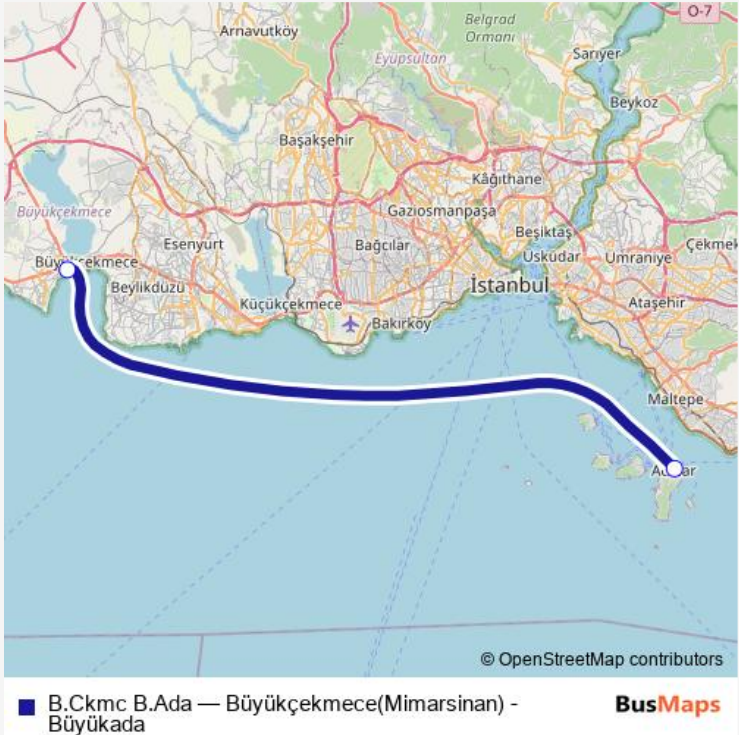 O-7
Belgrad
Ormanı
Arnavutköy
Eyüpsultan
Sarıyer
Beykoz
Başakşehir
Kâğıthane
Gaziosmanpaşa
Büyükçekmece
Beşiktaş
Esenyurt
Bağcılar
Çekmek
Üsküdar
Ümraniye
Büyükçekmece
Beylikdüzü
İstanbul
Küçükçekmece
Ataşehir
Bakırköy
Maltepe
© OpenStreetMap contributors
B.Ckmc B.Ada — Büyükçekmece(Mimarsinan) -
Büyükada
BusMaps